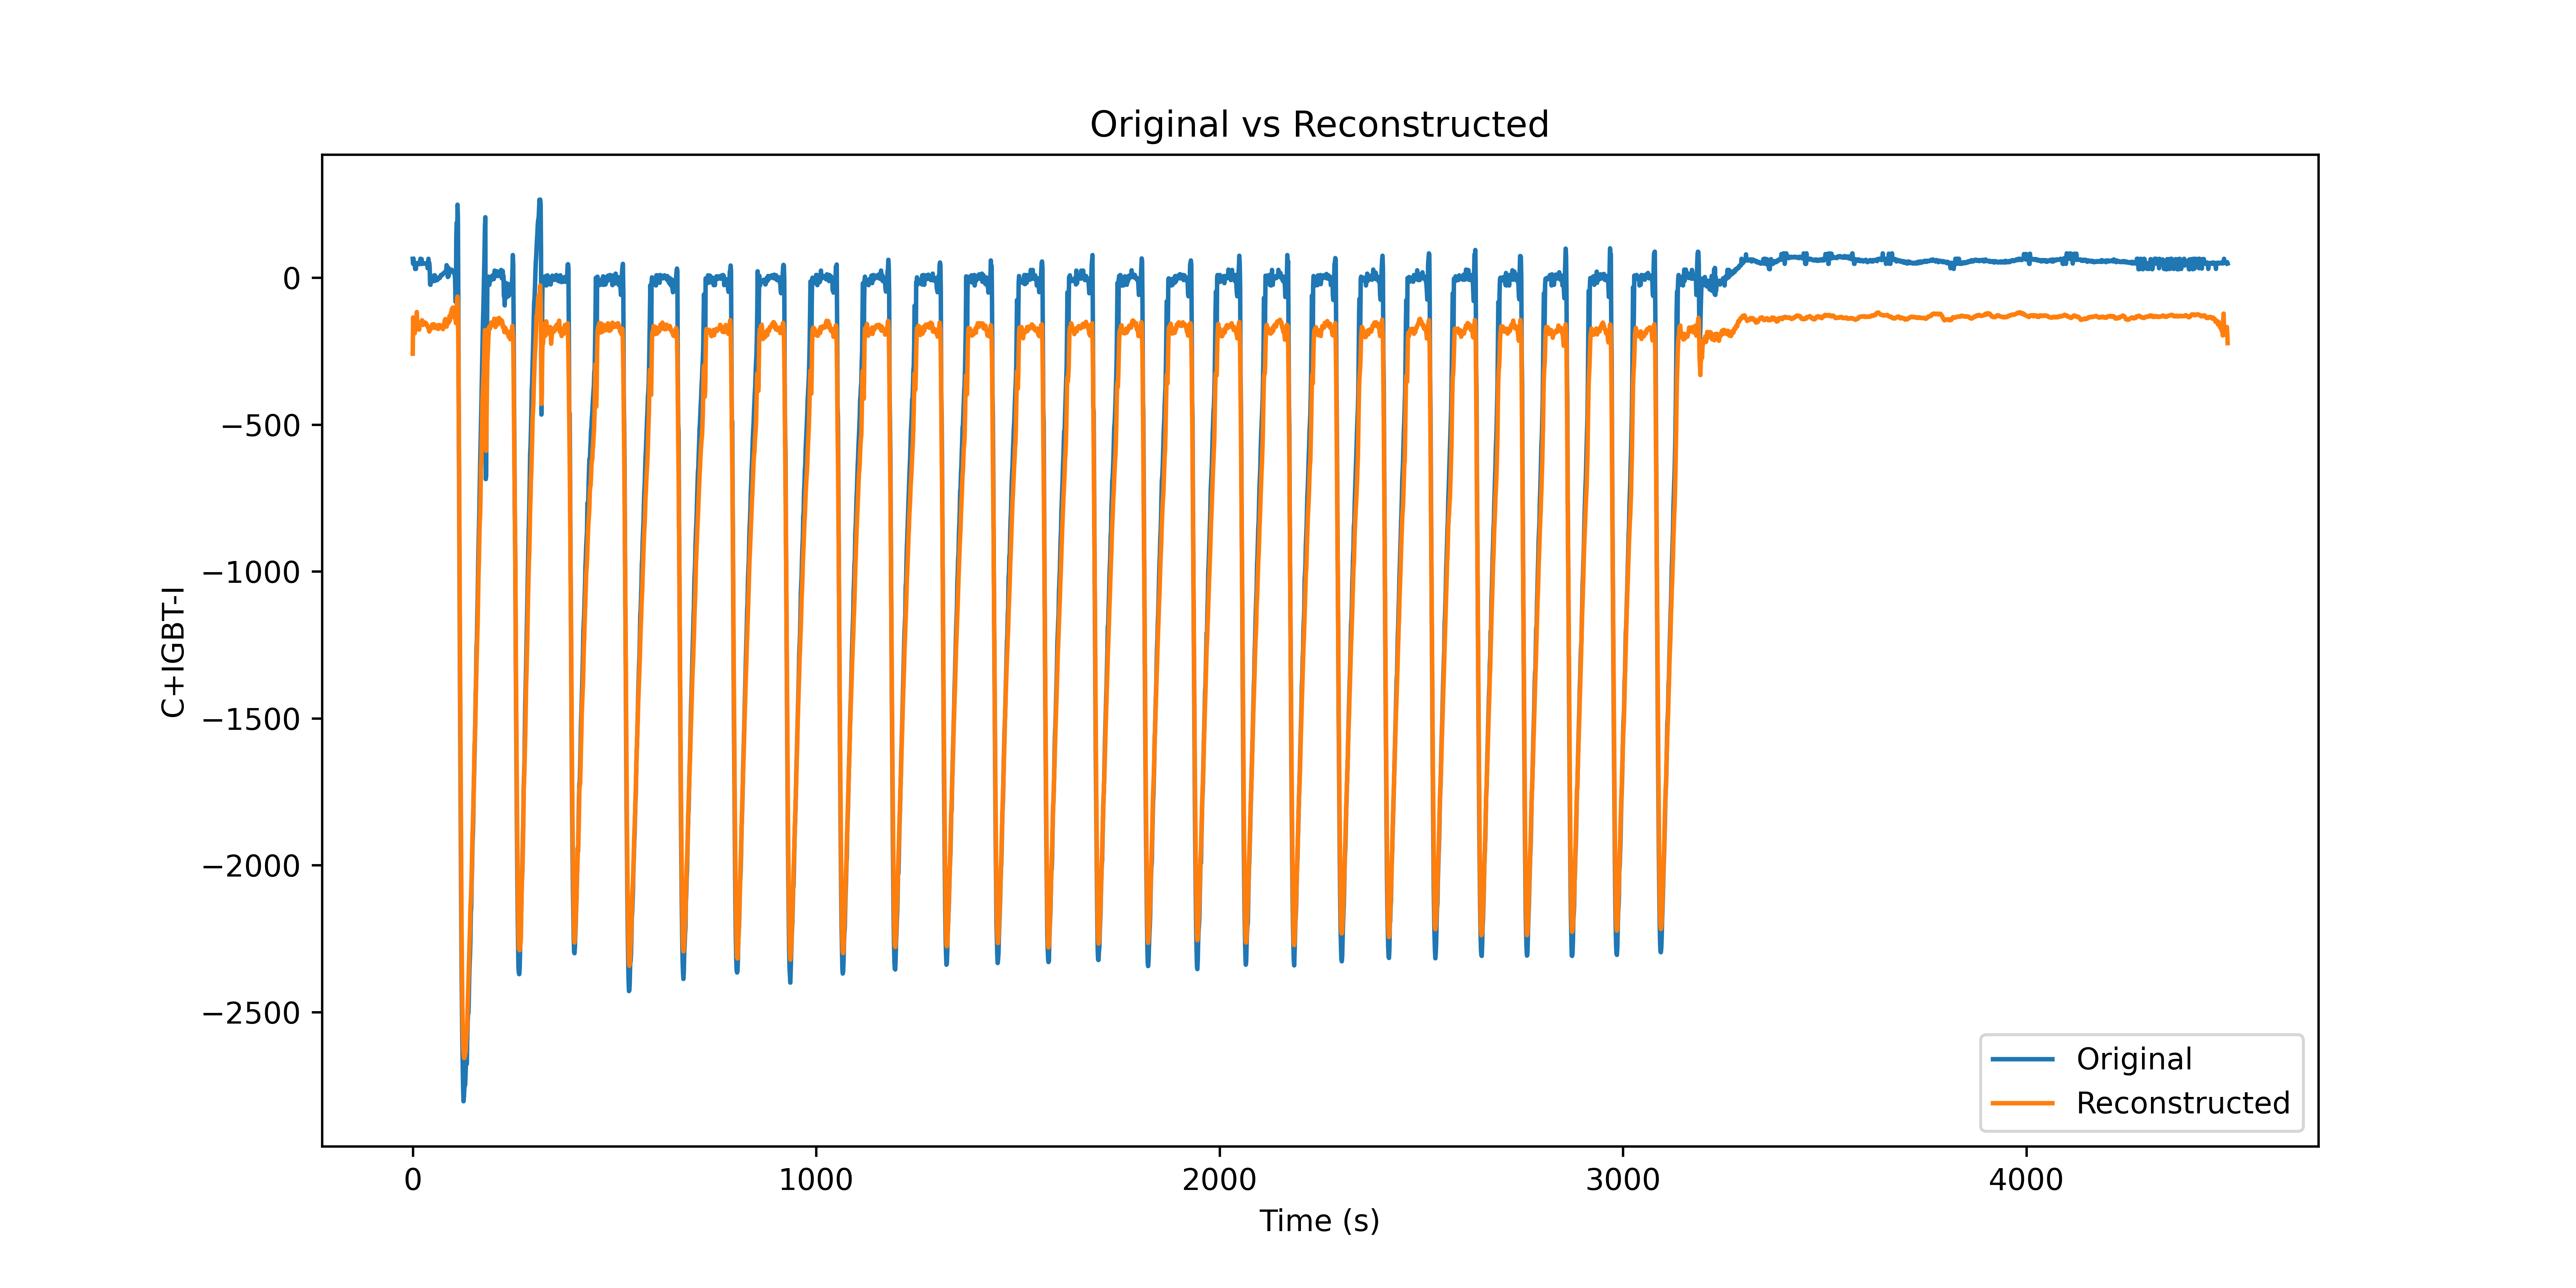 Original vs Reconstructed
C+IGBT-I
0
−500
−1000
−1500
−2000
−2500
0
1000
2000
3000
4000
Time (s)
Original
Reconstructed